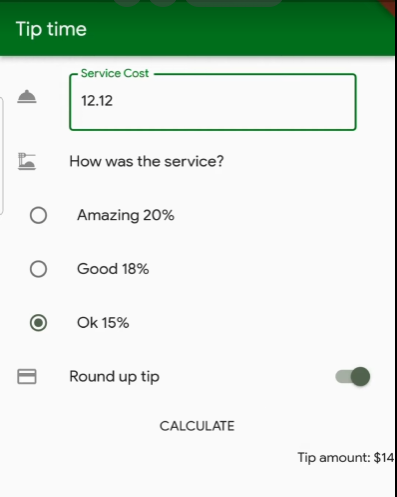 Tip time
Service Cost
12.12
How was the service?
Amazing 20%
Good 18%
Ok 15%
Round up tip
CALCULATE
Tip amount: $14